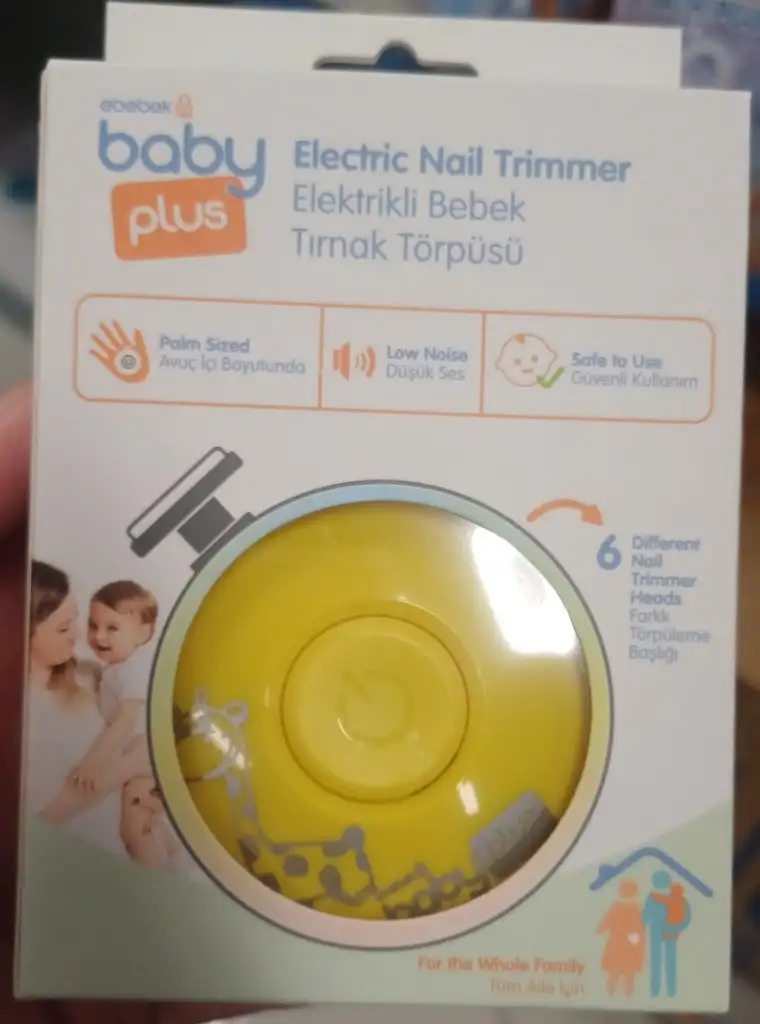 ebebek
baby
plus
Electric Nail Trimmer
Elektrikli Bebek
Tırnak Törpüsü
Palm Sized
Avuç İçi Boyutunda
Low Noise
Düşük Ses
Safe to Use
Güvenli Kullanım
6
Different
Nail
Trimmer
Heads
Farklı
Törpüleme
Başlığı
For the Whole Family
Tüm Aile İçin